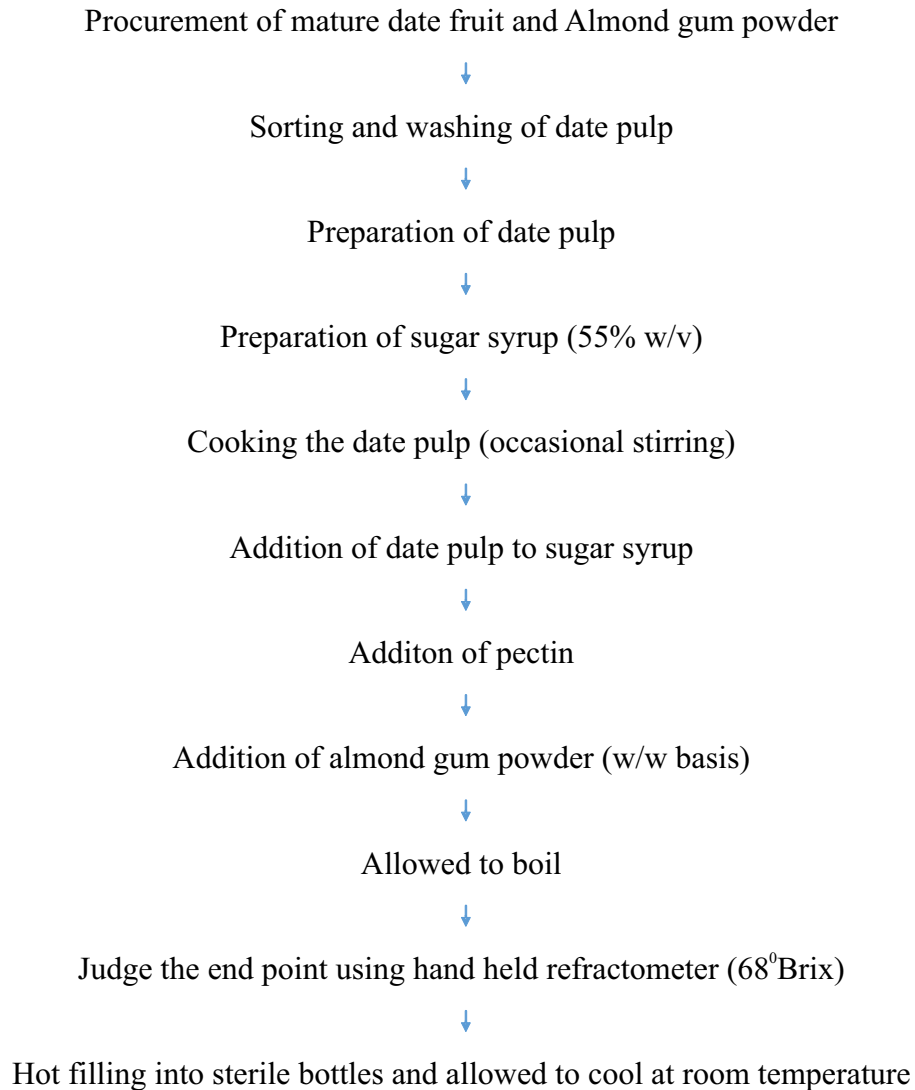 Procurement of mature date fruit and Almond gum powder
Sorting and washing of date pulp
Preparation of date pulp
Preparation of sugar syrup (55% w/v)
Cooking the date pulp (occasional stirring)
Addition of date pulp to sugar syrup
Additon of pectin
Addition of almond gum powder (w/w basis)
Allowed to boil
Judge the end point using hand held refractometer (68⁰Brix)
Hot filling into sterile bottles and allowed to cool at room temperature